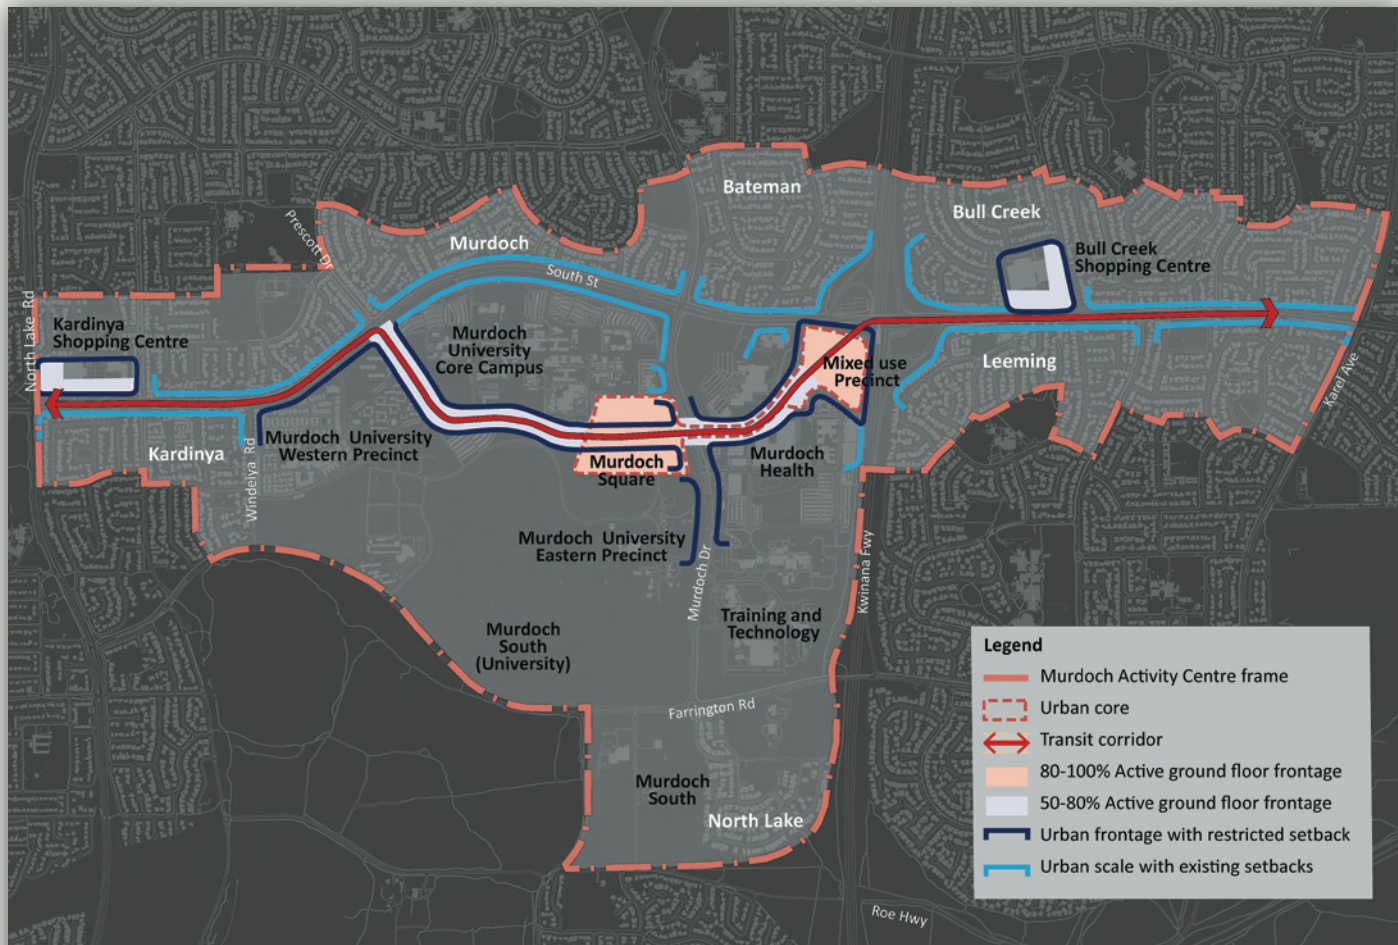 Bateman
Bull Creek
Prescott Dr
Murdoch
Bull Creek
Shopping Centre
South St
North Lake Rd
Kardinya
Shopping Centre
Murdoch
University
Core Campus
Mixed use
Precinct
Leeming
Karel Ave
Kardinya
Windelya Rd
Murdoch University
Western Precinct
Murdoch
Square
Murdoch
Health
Murdoch University
Eastern Precinct
Murdoch Dr
Kwinana Fwy
Training and
Technology
Murdoch
South
(University)
Farrington Rd
Murdoch
South
North Lake
Roe Hwy
Legend
Murdoch Activity Centre frame
Urban core
Transit corridor
80-100% Active ground floor frontage
50-80% Active ground floor frontage
Urban frontage with restricted setback
Urban scale with existing setbacks